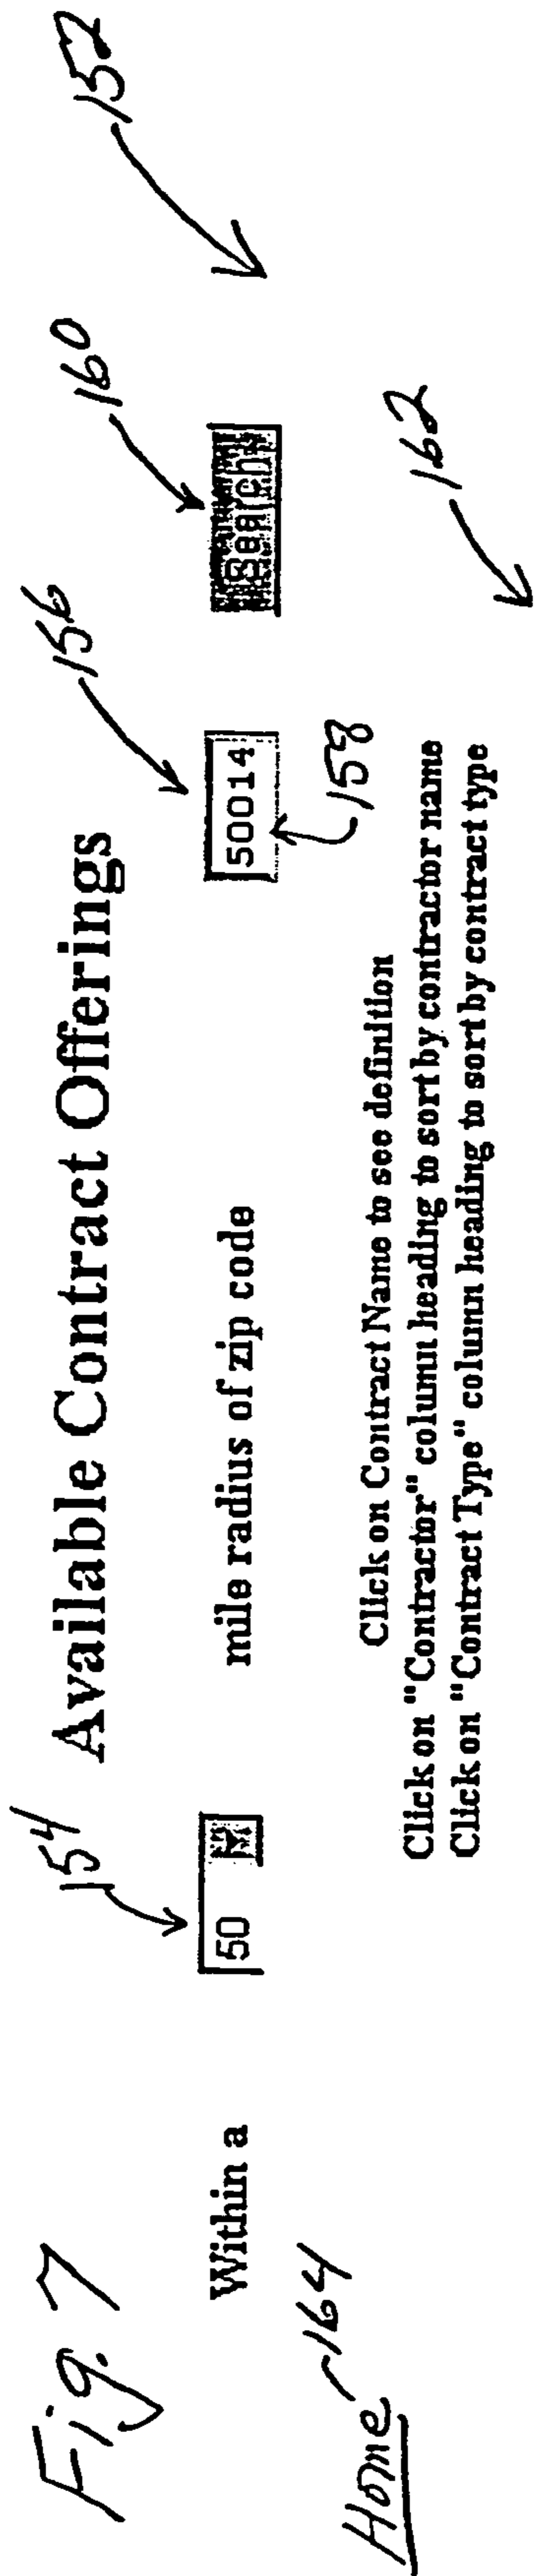 Fig. 7
154 Available Contract Offerings 156 160 152
Within a 50 mile radius of zip code 50014 Search
158
Home 164
162
Click on Contract Name to see definition
Click on "Contractor" column heading to sort by contractor name
Click on "Contract Type" column heading to sort by contract type